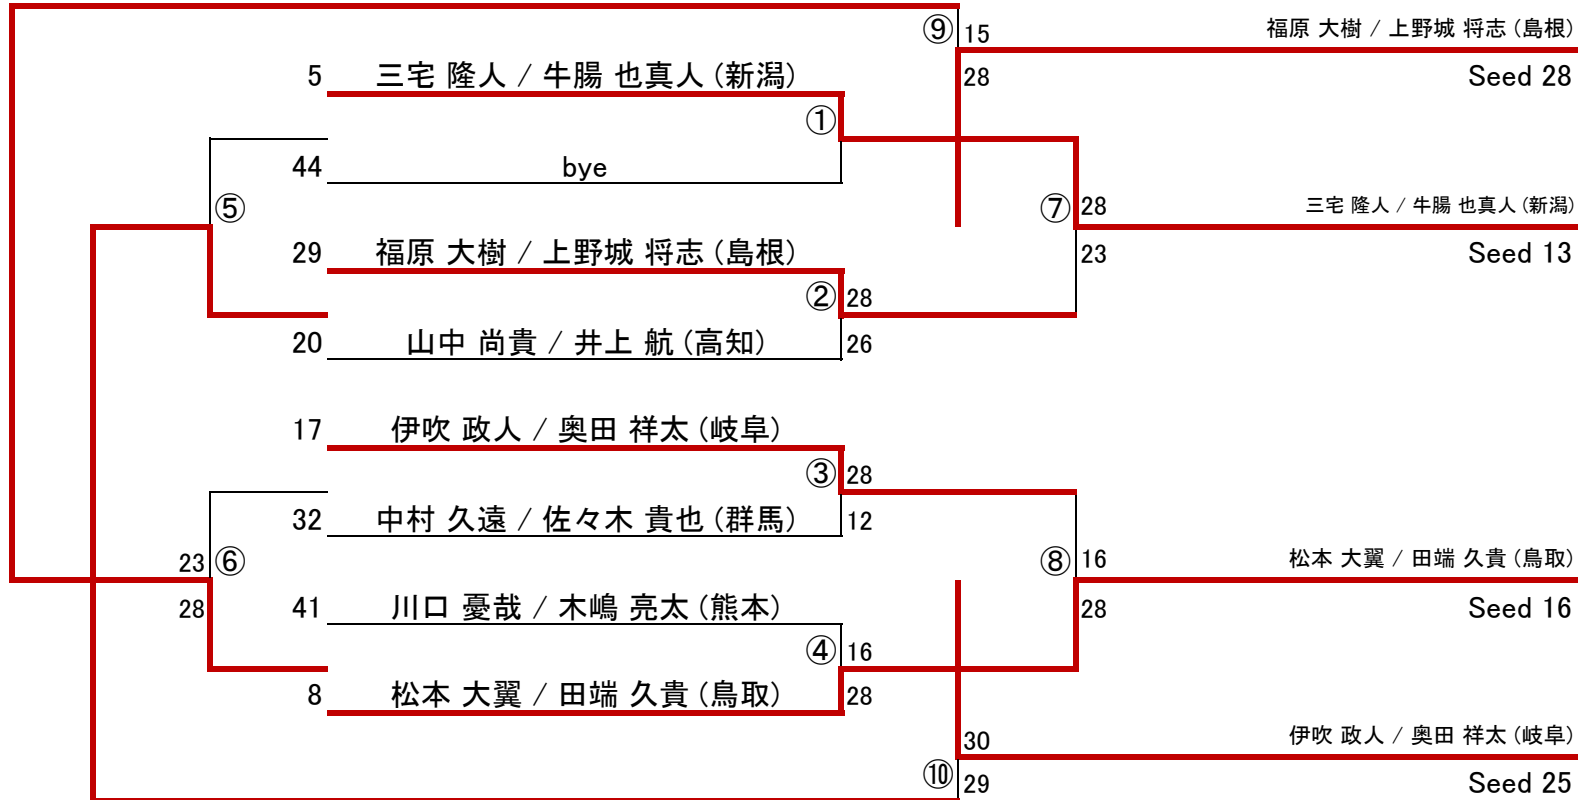 ⑨ 15 福原 大樹 / 上野城 将志 (島根)
5 三宅 隆人 / 牛腸 也真人 (新潟) 28 Seed 28
①
44 bye
⑤ ⑦ 28 三宅 隆人 / 牛腸 也真人 (新潟)
29 福原 大樹 / 上野城 将志 (島根) 23 Seed 13
② 28
20 山中 尚貴 / 井上 航 (高知) 26
17 伊吹 政人 / 奥田 祥太 (岐阜)
③ 28
32 中村 久遠 / 佐々木 貴也 (群馬) 12
23 ⑥ ⑧ 16 松本 大翼 / 田端 久貴 (鳥取)
28 41 川口 憂哉 / 木嶋 亮太 (熊本) 28 Seed 16
④ 16
8 松本 大翼 / 田端 久貴 (鳥取) 28
30 伊吹 政人 / 奥田 祥太 (岐阜)
⑩ 29 Seed 25